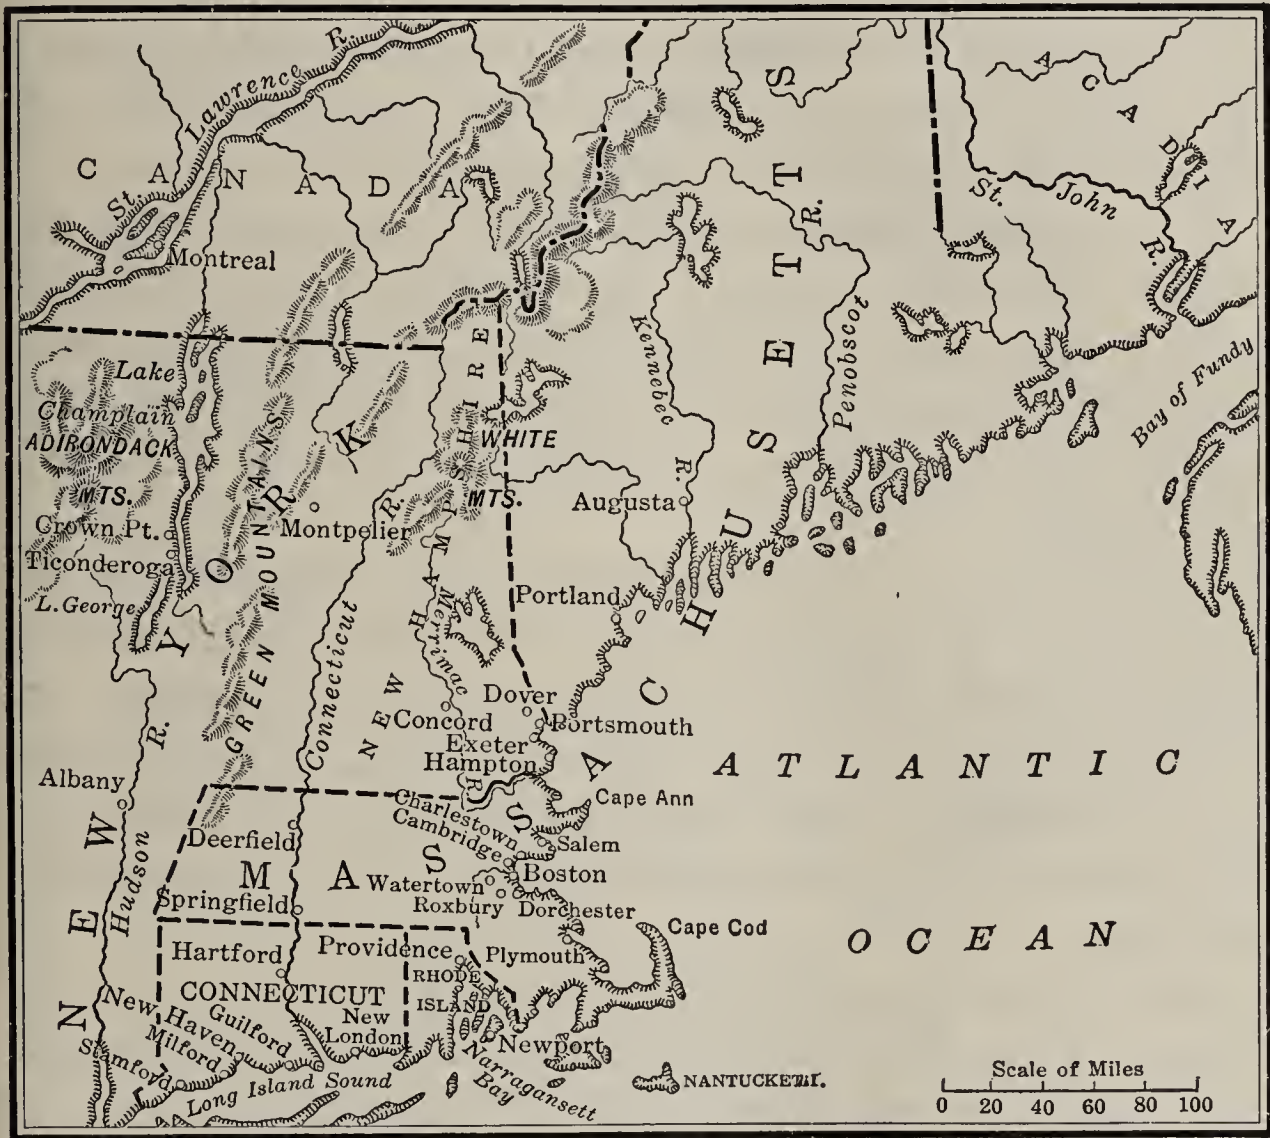 CANADA
St. Lawrence R.
Montreal
ACADIA
St. John R.
Bay of Fundy
MASSACHUSETTS
Kennebec R.
Penobscot R.
Augusta
Portland
Lake Champlain
ADIRONDACK MTS.
Crown Pt.
Ticonderoga
L. George
NEW YORK
GREEN MOUNTAINS
Montpelier
Connecticut R.
NEW HAMPSHIRE
WHITE MTS.
Merrimac R.
Dover
Concord
Portsmouth
Exeter
Hampton
Albany
Hudson R.
Cape Ann
Charlestown
Cambridge
Salem
Deerfield
Boston
Watertown
Roxbury
Dorchester
Springfield
Cape Cod
Plymouth
Hartford
Providence
RHODE
ISLAND
CONNECTICUT
New
London
New Haven
Guilford
Milford
Stamford
Newport
Narragansett
Bay
Long Island Sound
ATLANTIC
OCEAN
NANTUCKET I.
Scale of Miles
0 20 40 60 80 100